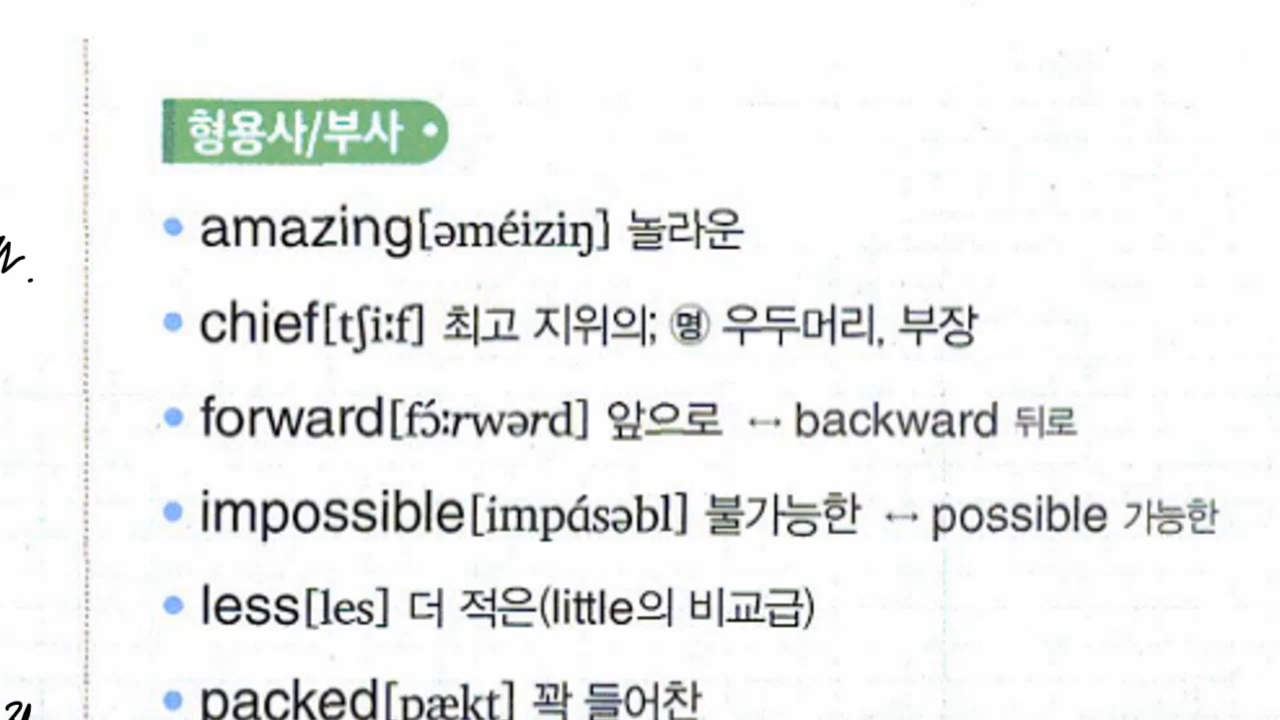 형용사/부사
amazing[əméiziŋ] 놀라운
chief[tʃiːf] 최고 지위의; ㊔ 우두머리, 부장
forward[fɔ́ːrwərd] 앞으로 ↔ backward 뒤로
impossible[impásəbl] 불가능한 ↔ possible 가능한
less[les] 더 적은(little의 비교급)
packed[pækt] 꽉 들어찬